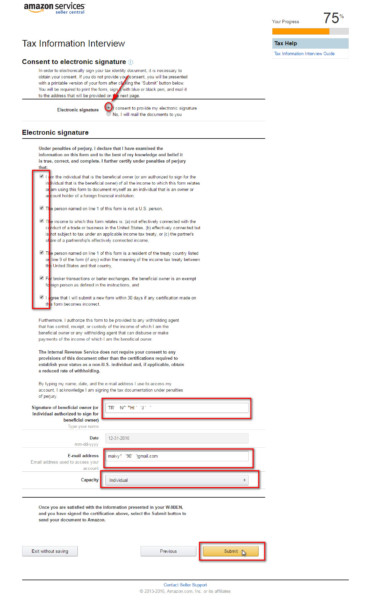 amazon services
seller central
Your Progress
75%
Tax Information Interview
Tax Help
Tax Information Interview Guide
Consent to electronic signature
In order to electronically sign your tax identity document, it is necessary to
obtain your consent. If you do not provide your consent, you will be presented
with a printable version of your form after clicking the "Submit" button below.
You will be required to print the form, sign with blue or black pen, and mail it
to the address that will be provided on the next page.
Electronic signature
I consent to provide my electronic signature
No, I will mail the documents to you
Electronic signature
Under penalties of perjury, I declare that I have examined the
information on this form and to the best of my knowledge and belief it
is true, correct, and complete. I further certify under penalties of perjury
that:
I am the individual that is the beneficial owner (or am authorized to sign for the
individual that is the beneficial owner) of all the income to which this form relates
or am using this form to document myself as an individual that is an owner or
account holder of a foreign financial institution,
The person named on line 1 of this form is not a U.S. person,
The income to which this form relates is: (a) not effectively connected with the
conduct of a trade or business in the United States, (b) effectively connected but
is not subject to tax under an applicable income tax treaty, or (c) the partner's
share of a partnership's effectively connected income,
The person named on line 1 of this form is a resident of the treaty country listed
on line 9 of the form (if any) within the meaning of the income tax treaty between
the United States and that country,
For broker transactions or barter exchanges, the beneficial owner is an exempt
foreign person as defined in the instructions, and
I agree that I will submit a new form within 30 days if any certification made on
this form becomes incorrect.
Furthermore, I authorize this form to be provided to any withholding agent
that has control, receipt, or custody of the income of which I am the
beneficial owner or any withholding agent that can disburse or make
payments of the income of which I am the beneficial owner.
The Internal Revenue Service does not require your consent to any
provisions of this document other than the certifications required to
establish your status as a non-U.S. individual and, if applicable, obtain
a reduced rate of withholding.
By typing my name, date, and the e-mail address I use to access my
account, I acknowledge I am signing the tax documentation under penalties
of perjury.
Signature of beneficial owner (or
individual authorized to sign for
beneficial owner)
Type your name
Date
mm-dd-yyyy
12-31-2016
E-mail address
Email address used to access your
account
gmail.com
Capacity
Individual
Once you are satisfied with the information presented in your W-8BEN,
and you have signed the certification above, select the Submit button to
send your document to Amazon.
Exit without saving
Previous
Submit
Contact Seller Support
Amazon.com, Inc. or its affiliates